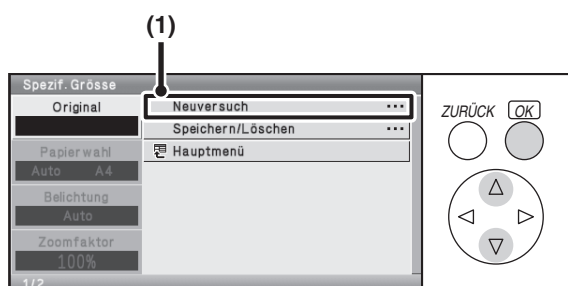 (1)
Spezif. Grösse
Original
Neuversuch ...
Speichern/Löschen ...
Hauptmenü
Papierwahl
Auto A4
Belichtung
Auto
Zoomfaktor
100%
1/2
ZURÜCK OK